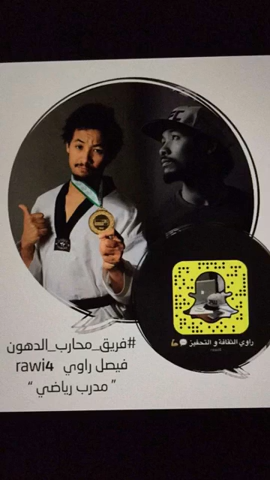 راوي الثقافة و التحفيز
#فريق_محارب_الدهون
فيصل راوي rawi4
" مدرب رياضي "